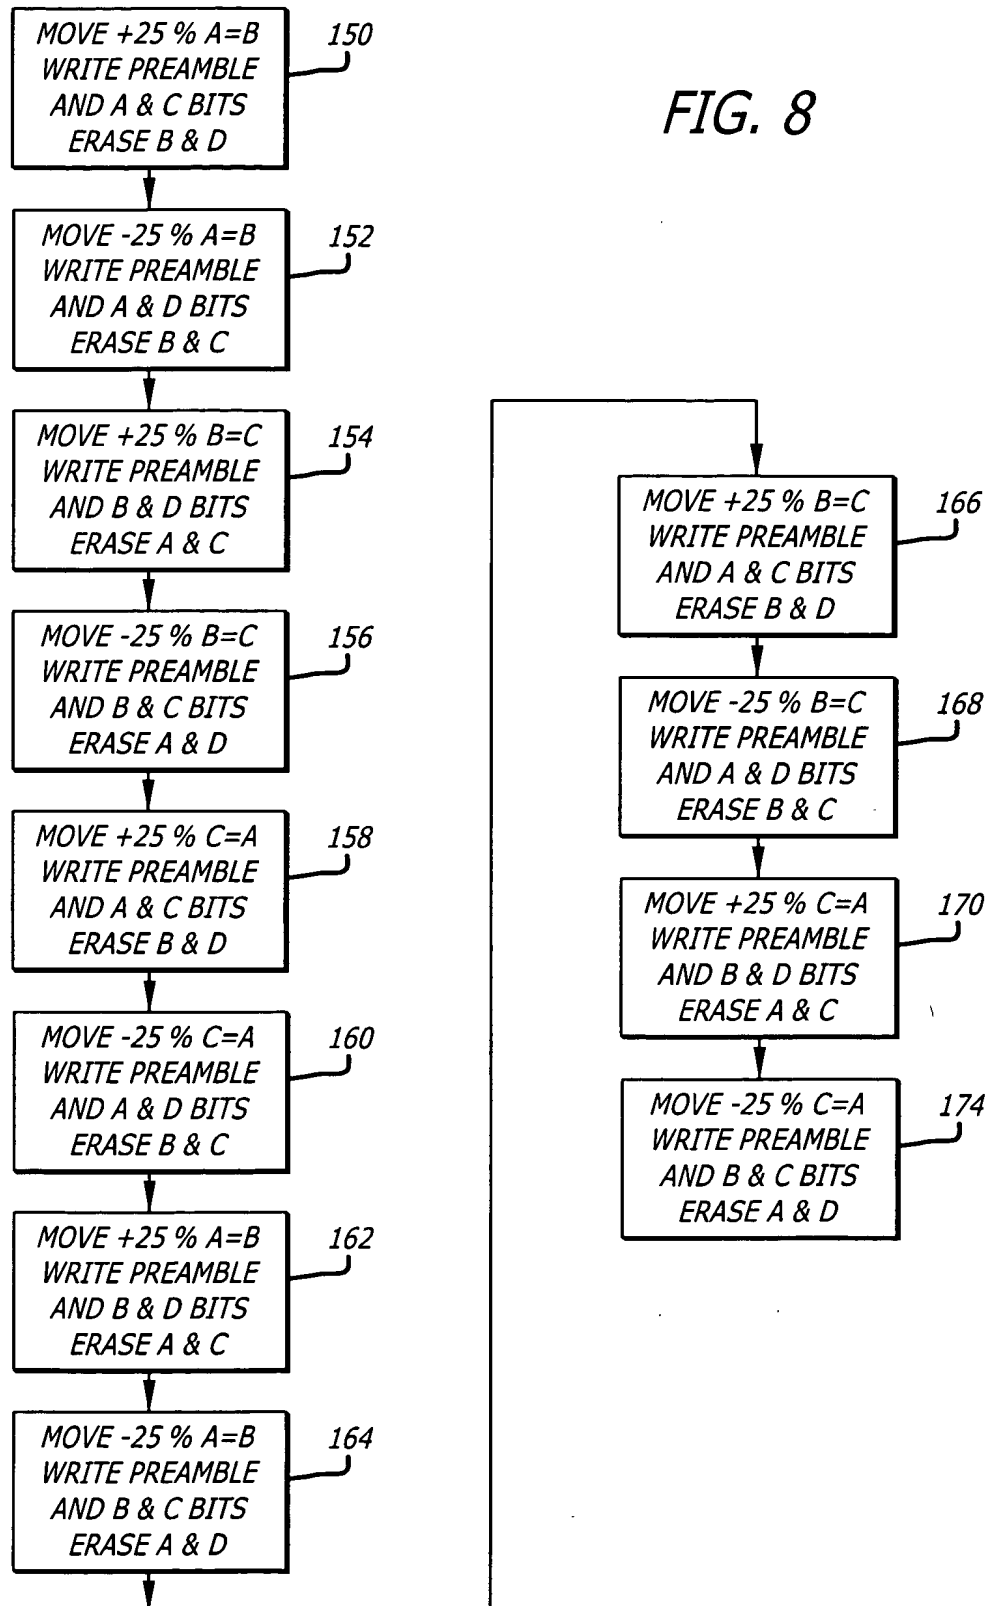 FIG. 8
MOVE +25 % A=B
WRITE PREAMBLE
AND A & C BITS
ERASE B & D
150
MOVE -25 % A=B
WRITE PREAMBLE
AND A & D BITS
ERASE B & C
152
MOVE +25 % B=C
WRITE PREAMBLE
AND B & D BITS
ERASE A & C
154
MOVE -25 % B=C
WRITE PREAMBLE
AND B & C BITS
ERASE A & D
156
MOVE +25 % C=A
WRITE PREAMBLE
AND A & C BITS
ERASE B & D
158
MOVE -25 % C=A
WRITE PREAMBLE
AND A & D BITS
ERASE B & C
160
MOVE +25 % A=B
WRITE PREAMBLE
AND B & D BITS
ERASE A & C
162
MOVE -25 % A=B
WRITE PREAMBLE
AND B & C BITS
ERASE A & D
164
MOVE +25 % B=C
WRITE PREAMBLE
AND A & C BITS
ERASE B & D
166
MOVE -25 % B=C
WRITE PREAMBLE
AND A & D BITS
ERASE B & C
168
MOVE +25 % C=A
WRITE PREAMBLE
AND B & D BITS
ERASE A & C
170
MOVE -25 % C=A
WRITE PREAMBLE
AND B & C BITS
ERASE A & D
174